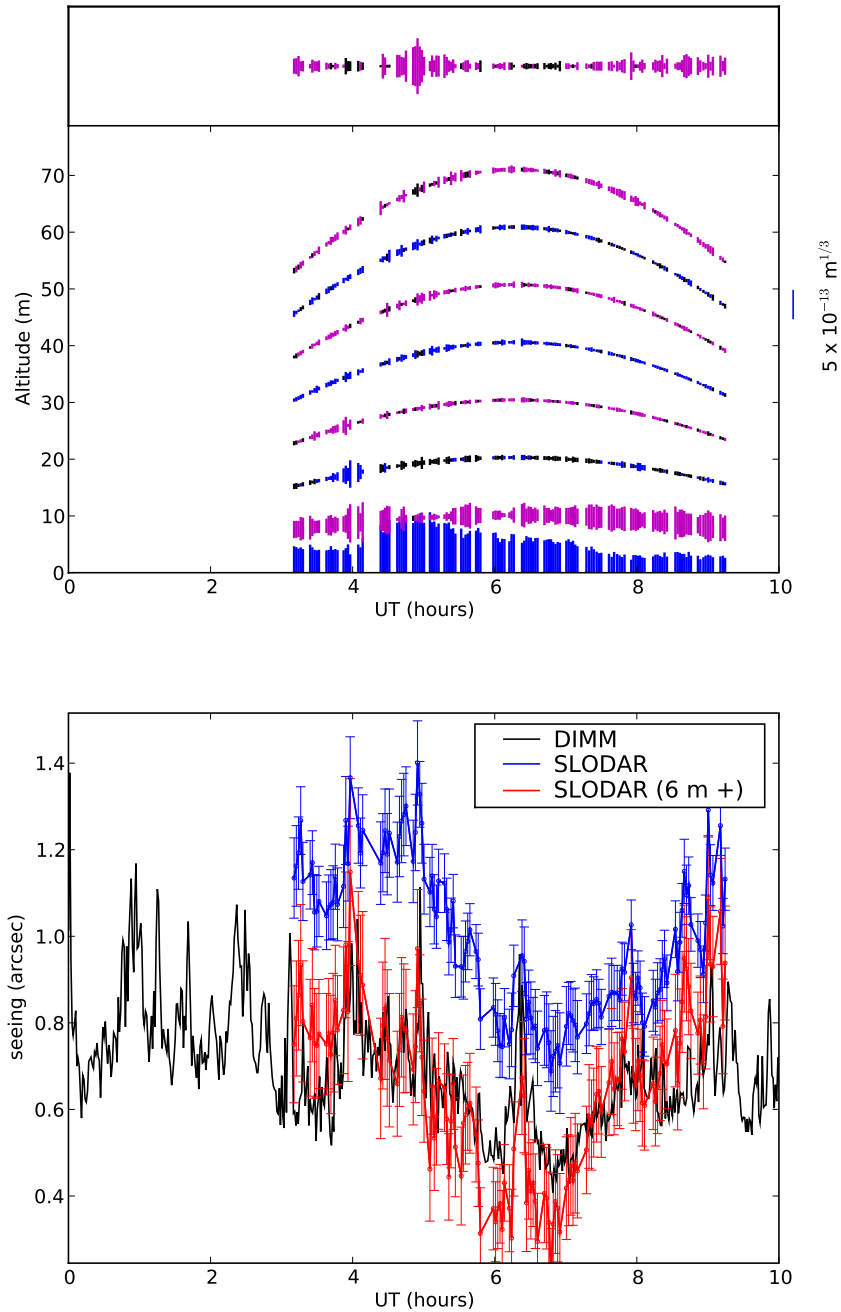 70
60
50
40
30
20
10
0
Altitude (m)
0 2 4 6 8 10
UT (hours)
5 x 10⁻¹³ m¹/³
1.4
1.2
1.0
0.8
0.6
0.4
seeing (arcsec)
DIMM
SLODAR
SLODAR (6 m +)
0 2 4 6 8 10
UT (hours)